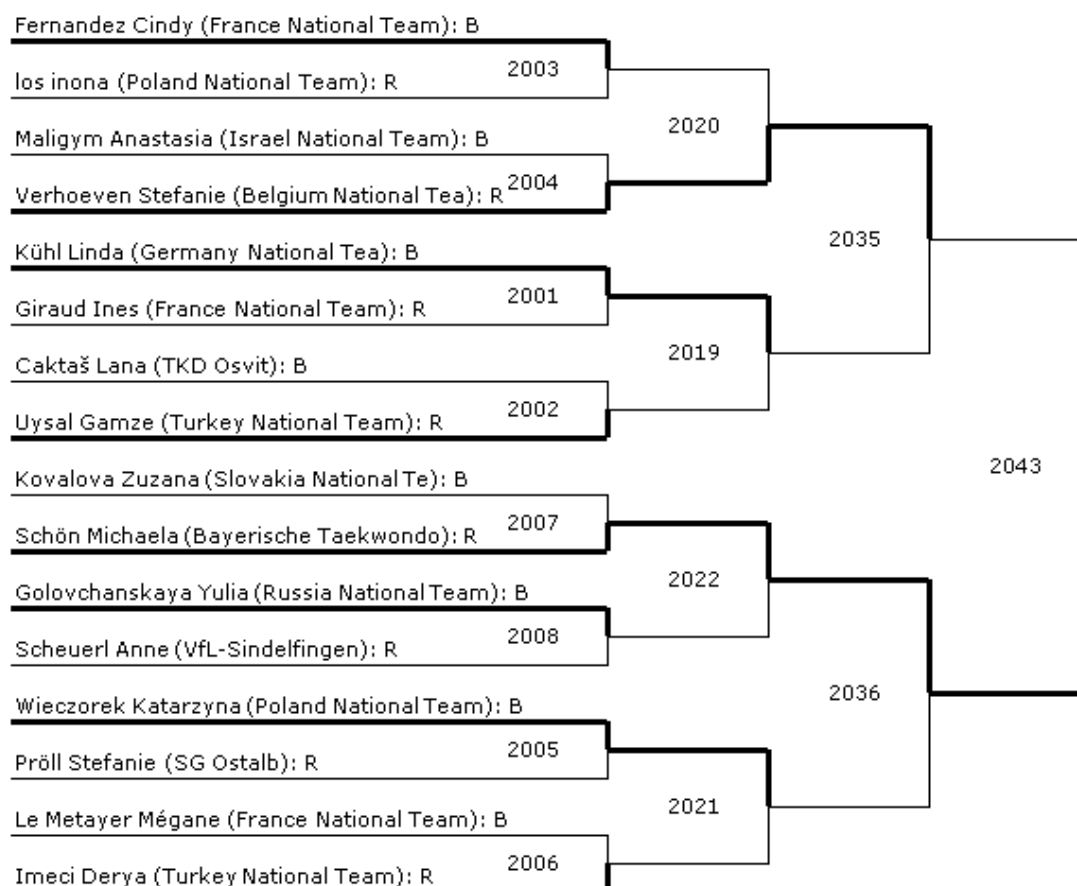 Fernandez Cindy (France National Team): B
2003
los inona (Poland National Team): R
2020
Maligym Anastasia (Israel National Team): B
2004
Verhoeven Stefanie (Belgium National Tea): R
2035
Kühl Linda (Germany National Tea): B
2001
Giraud Ines (France National Team): R
2019
Caktaš Lana (TKD Osvit): B
2002
Uysal Gamze (Turkey National Team): R
2043
Kovalova Zuzana (Slovakia National Te): B
2007
Schön Michaela (Bayerische Taekwondo): R
2022
Golovchanskaya Yulia (Russia National Team): B
2008
Scheuerl Anne (VfL-Sindelfingen): R
2036
Wieczorek Katarzyna (Poland National Team): B
2005
Pröll Stefanie (SG Ostalb): R
2021
Le Metayer Mégane (France National Team): B
2006
Imeci Derya (Turkey National Team): R